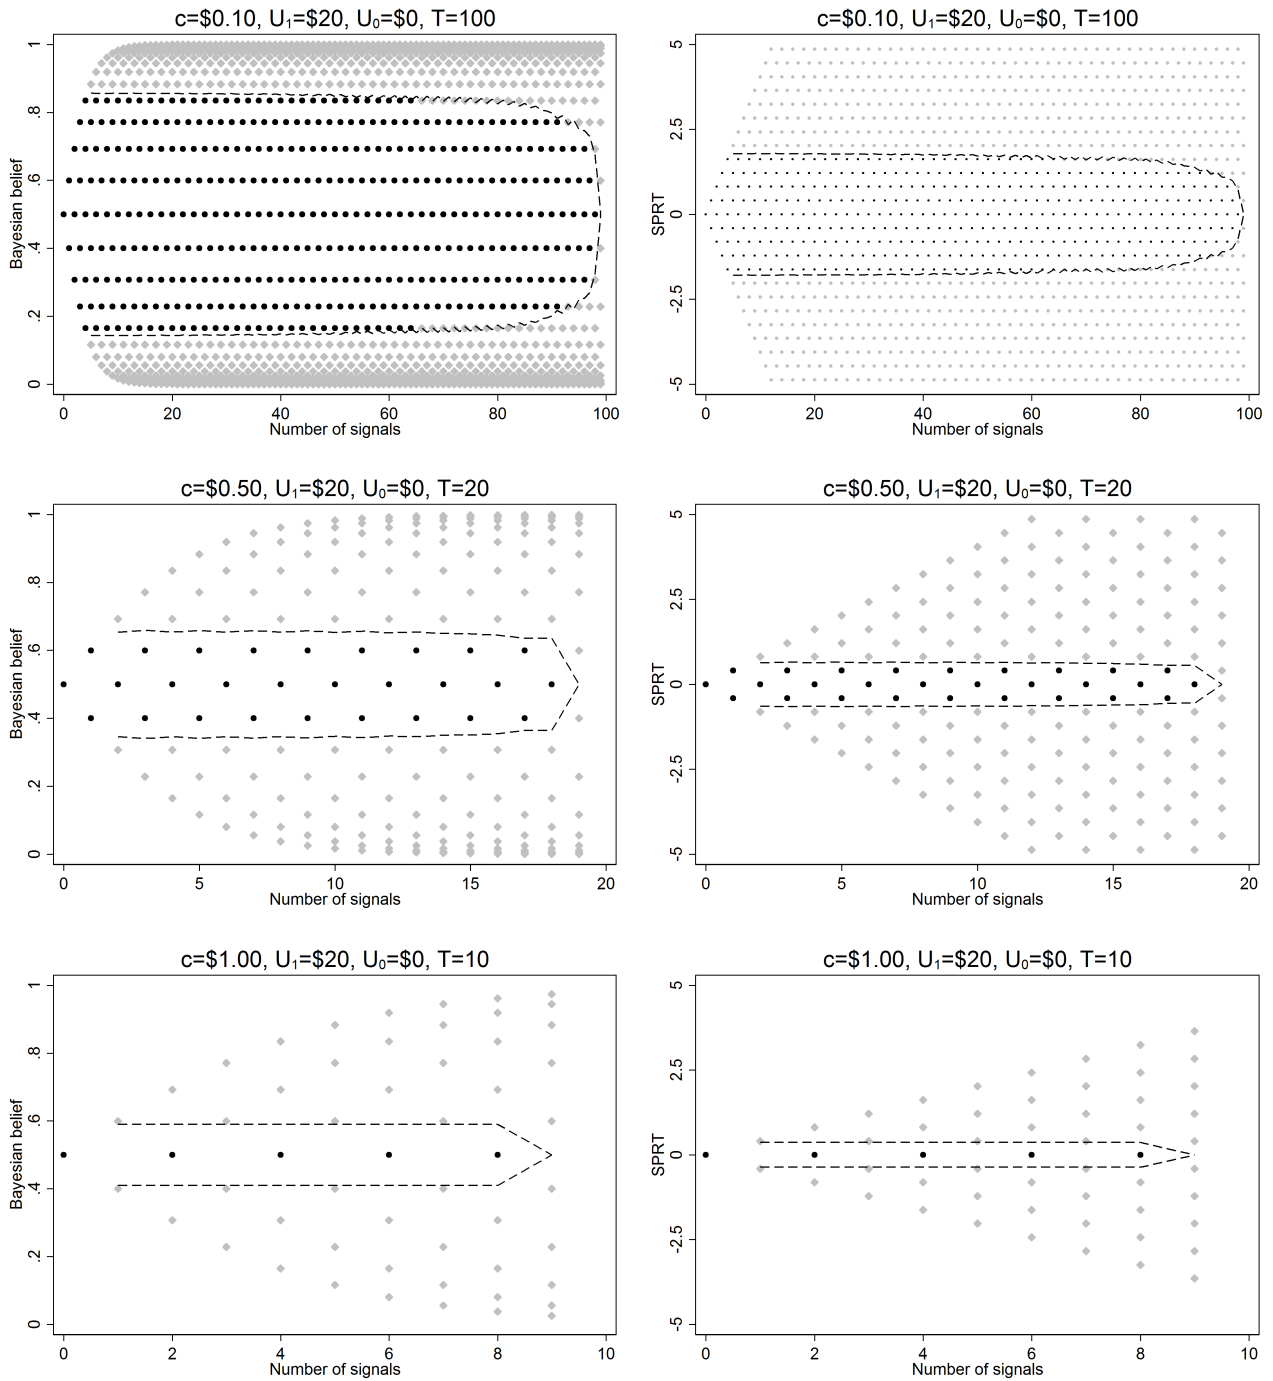 c=$0.10, U₁=$20, U₀=$0, T=100
Bayesian belief
1
.8
.6
.4
.2
0
0 20 40 60 80 100
Number of signals
c=$0.10, U₁=$20, U₀=$0, T=100
SPRT
5
2.5
0
-2.5
-5
0 20 40 60 80 100
Number of signals
c=$0.50, U₁=$20, U₀=$0, T=20
Bayesian belief
1
.8
.6
.4
.2
0
0 5 10 15 20
Number of signals
c=$0.50, U₁=$20, U₀=$0, T=20
SPRT
5
2.5
0
-2.5
-5
0 5 10 15 20
Number of signals
c=$1.00, U₁=$20, U₀=$0, T=10
Bayesian belief
1
.8
.6
.4
.2
0
0 2 4 6 8 10
Number of signals
c=$1.00, U₁=$20, U₀=$0, T=10
SPRT
5
2.5
0
-2.5
-5
0 2 4 6 8 10
Number of signals